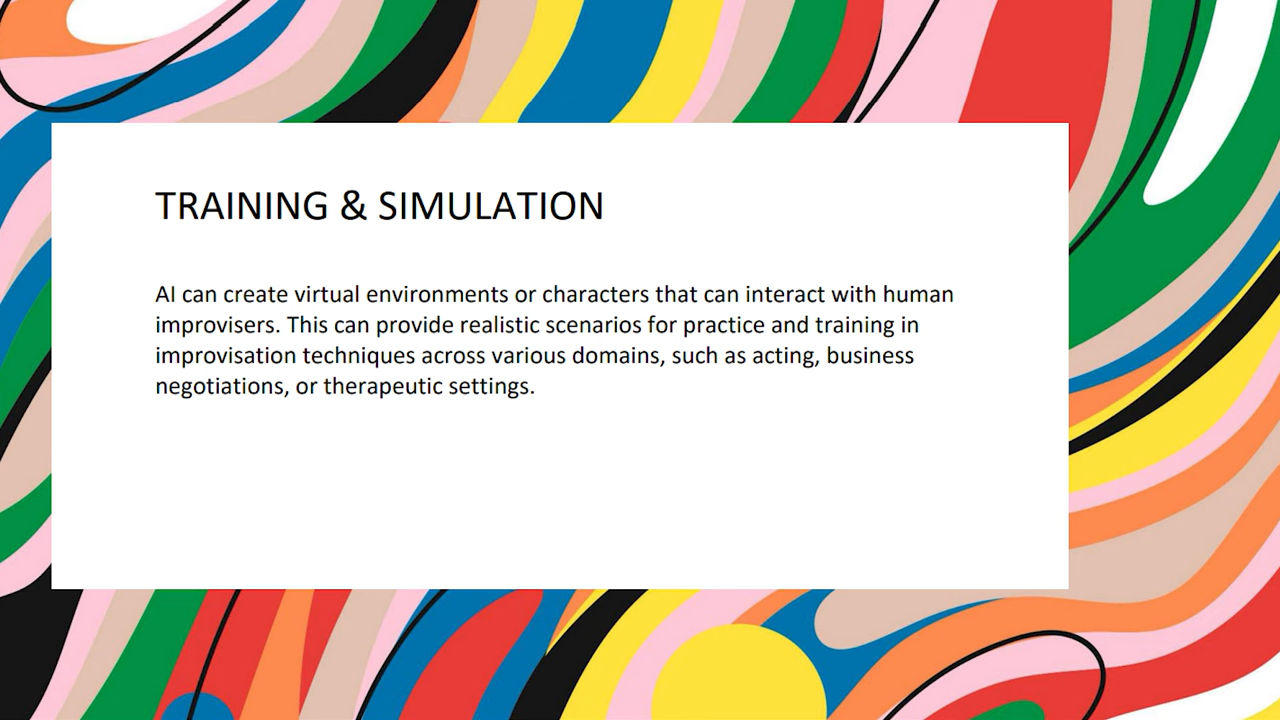 TRAINING & SIMULATION
AI can create virtual environments or characters that can interact with human
improvisers. This can provide realistic scenarios for practice and training in
improvisation techniques across various domains, such as acting, business
negotiations, or therapeutic settings.